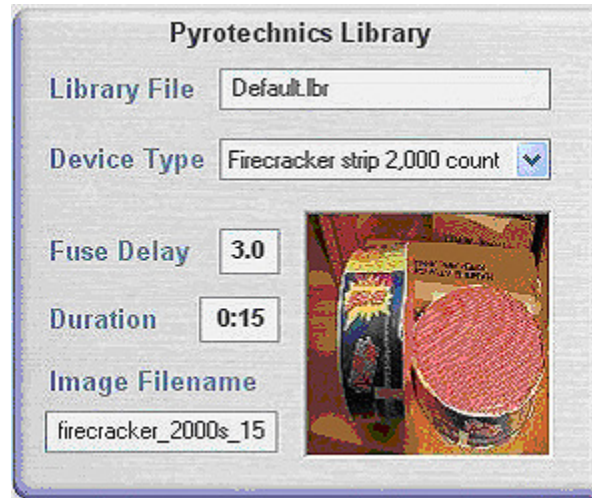 Pyrotechnics Library
Library File Default.lbr
Device Type Firecracker strip 2,000 count
Fuse Delay 3.0
Duration 0:15
Image Filename
firecracker_2000s_15